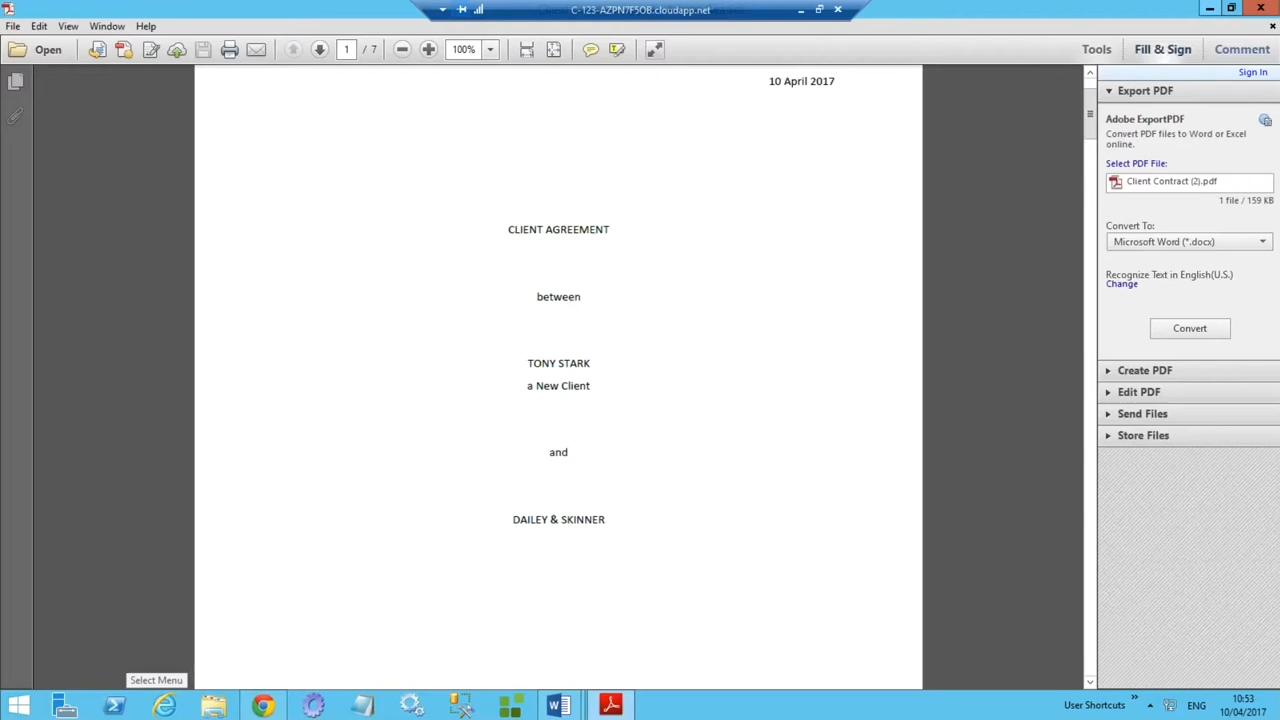 C-123-AZPN7F5OB.cloudapp.net
File Edit View Window Help
Open 1 / 7 100% Tools Fill & Sign Comment
Sign In
10 April 2017
CLIENT AGREEMENT
between
TONY STARK
a New Client
and
DAILEY & SKINNER
Export PDF
Adobe ExportPDF
Convert PDF files to Word or Excel
online.
Select PDF File:
Client Contract (2).pdf
1 file / 159 KB
Convert To:
Microsoft Word (*.docx)
Recognize Text in English(U.S.)
Change
Convert
Create PDF
Edit PDF
Send Files
Store Files
Select Menu
User Shortcuts ENG
10:53
10/04/2017